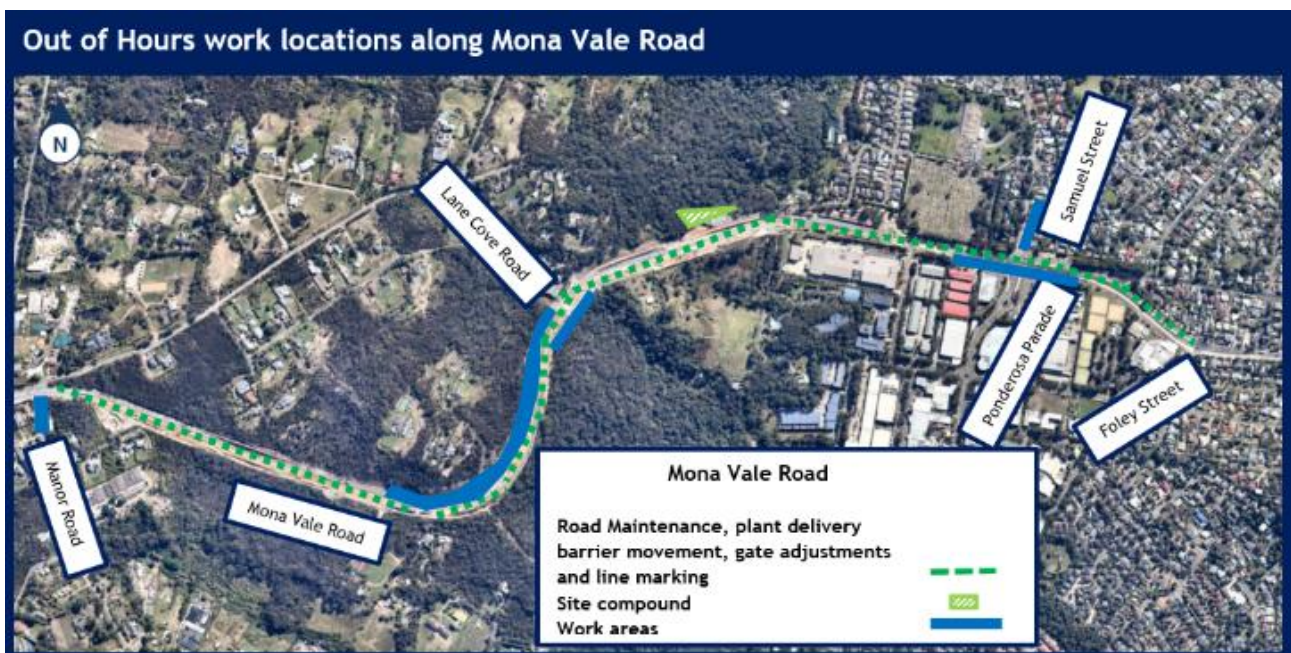 Out of Hours work locations along Mona Vale Road
N
Samuel Street
Lane Cove Road
Ponderosa Parade
Foley Street
Manor Road
Mona Vale Road
Mona Vale Road
Road Maintenance, plant delivery
barrier movement, gate adjustments
and line marking
Site compound
Work areas